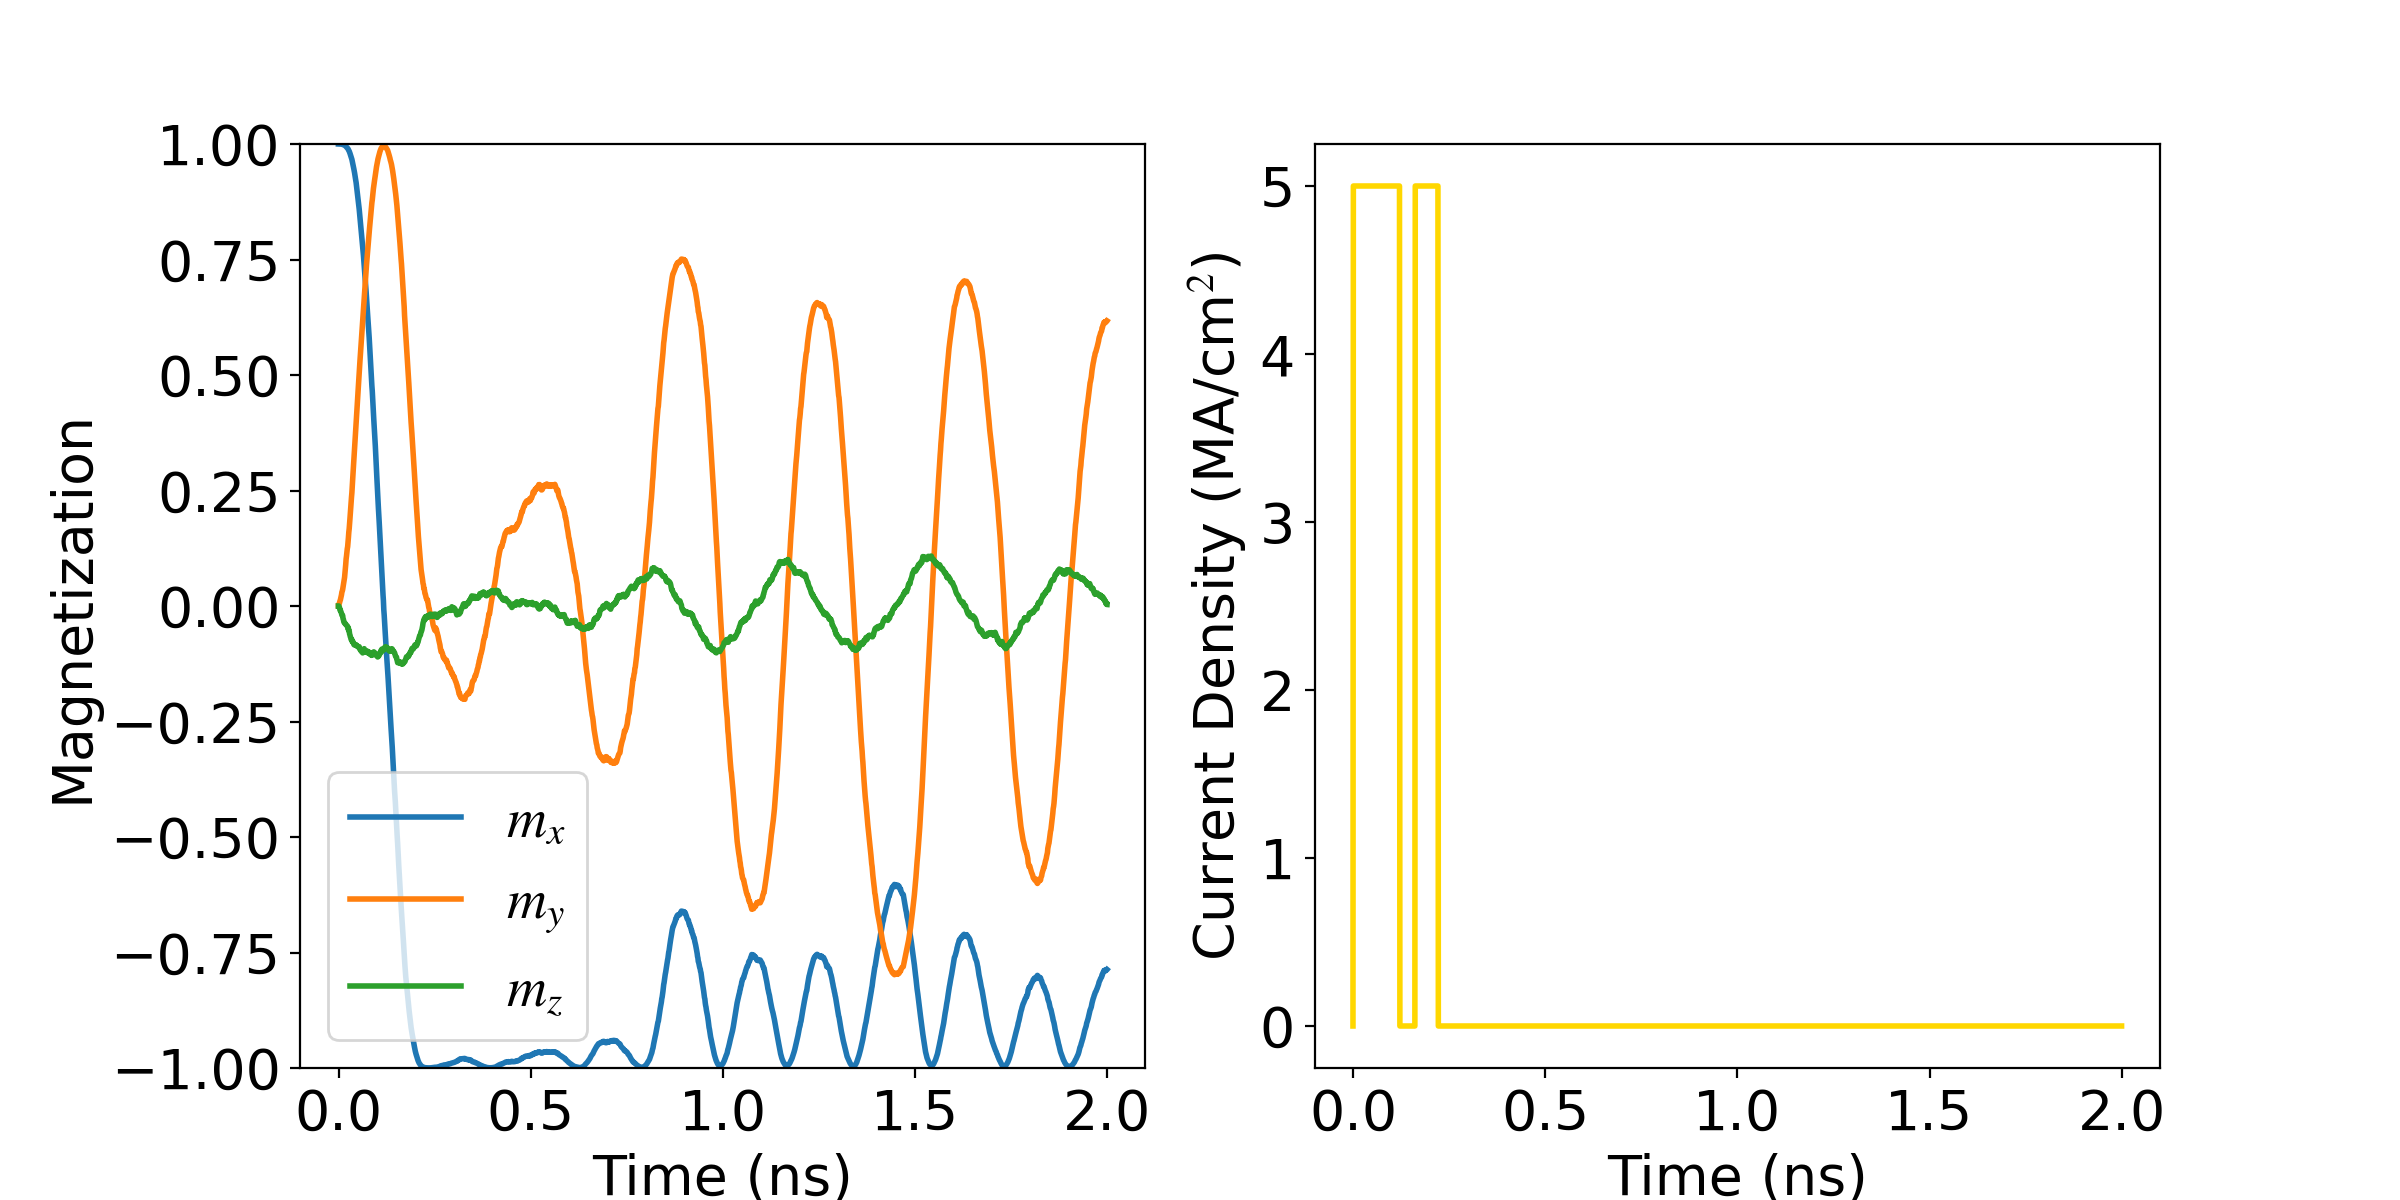 Magnetization
1.00
0.75
0.50
0.25
0.00
−0.25
−0.50
−0.75
−1.00
m_x
m_y
m_z
0.0 0.5 1.0 1.5 2.0
Time (ns)
Current Density (MA/cm²)
5
4
3
2
1
0
0.0 0.5 1.0 1.5 2.0
Time (ns)